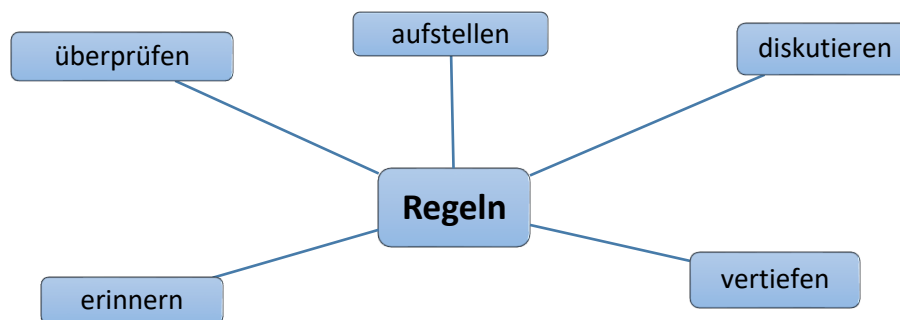 aufstellen
überprüfen
diskutieren
Regeln
vertiefen
erinnern